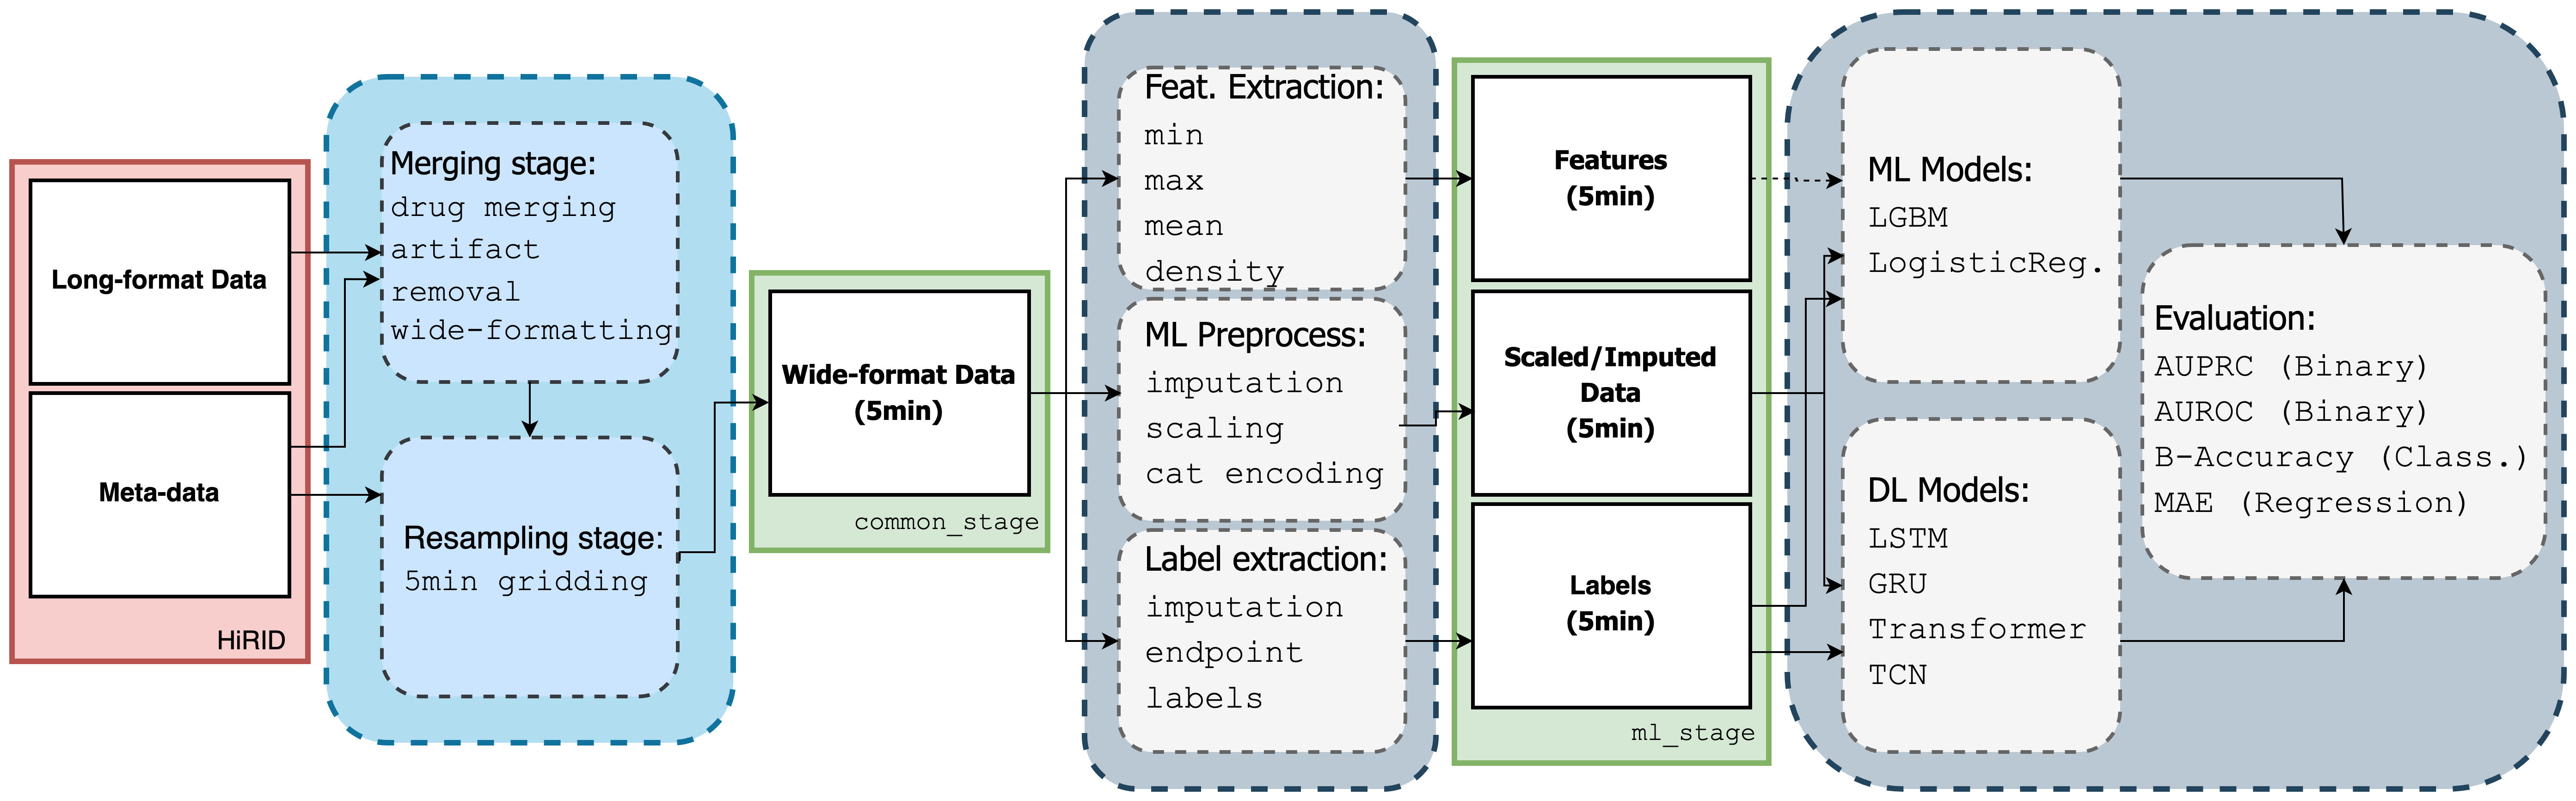 Long-format Data
Meta-data
HiRID
Merging stage:
drug merging
artifact
removal
wide-formatting
Resampling stage:
5min gridding
Wide-format Data
(5min)
common_stage
Feat. Extraction:
min
max
mean
density
ML Preprocess:
imputation
scaling
cat encoding
Label extraction:
imputation
endpoint
labels
Features
(5min)
Scaled/Imputed
Data
(5min)
Labels
(5min)
ml_stage
ML Models:
LGBM
LogisticReg.
DL Models:
LSTM
GRU
Transformer
TCN
Evaluation:
AUPRC (Binary)
AUROC (Binary)
B-Accuracy (Class.)
MAE (Regression)